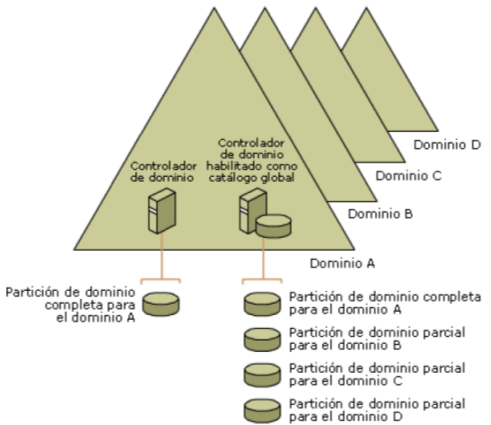 Dominio D
Controlador
de dominio
habilitado como
catálogo global
Controlador
de dominio
Dominio C
Dominio B
Dominio A
Partición de dominio
completa para
el dominio A
Partición de dominio completa
para el dominio A
Partición de dominio parcial
para el dominio B
Partición de dominio parcial
para el dominio C
Partición de dominio parcial
para el dominio D